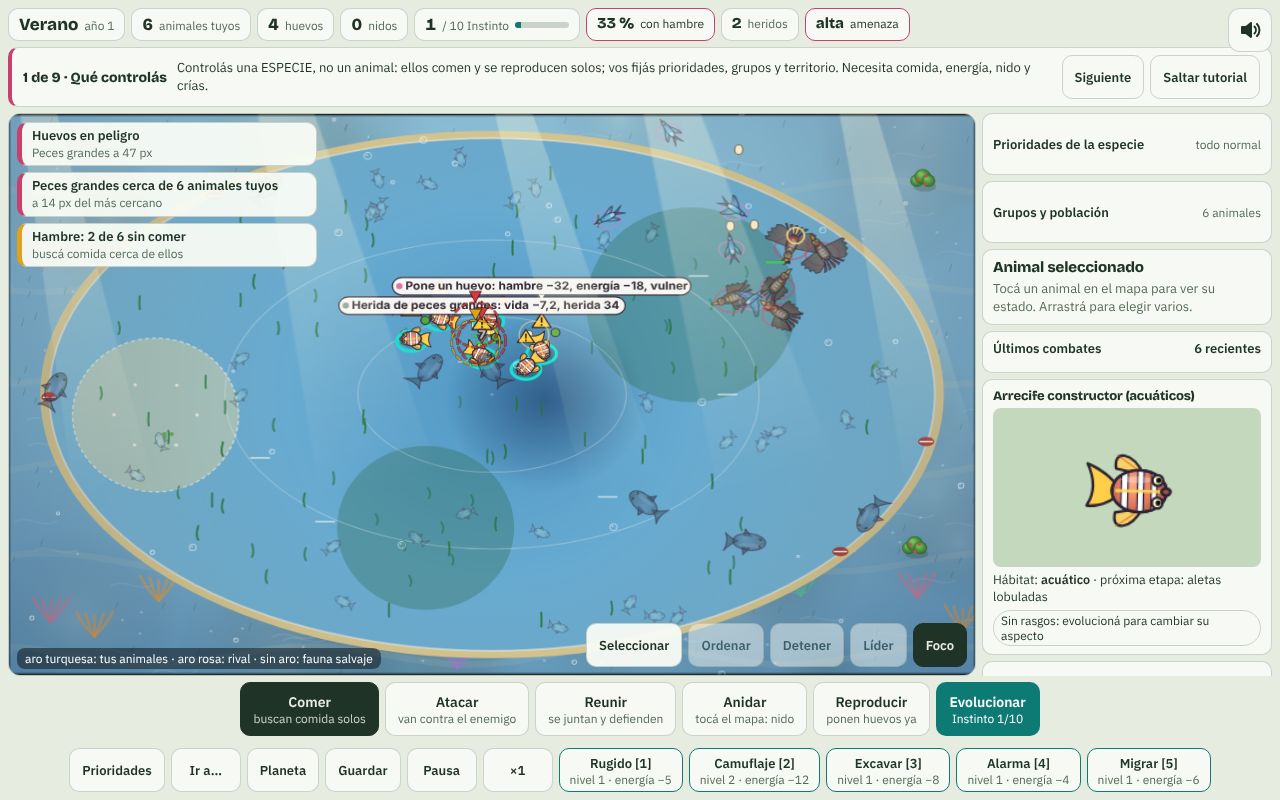 Verano año 1
6 animales tuyos
4 huevos
0 nidos
1 / 10 Instinto
33 % con hambre
2 heridos
alta amenaza
1 de 9 · Qué controlás
Controlás una ESPECIE, no un animal: ellos comen y se reproducen solos; vos fijás prioridades, grupos y territorio. Necesita comida, energía, nido y
crías.
Siguiente
Saltar tutorial
Huevos en peligro
Peces grandes a 47 px
Peces grandes cerca de 6 animales tuyos
a 14 px del más cercano
Hambre: 2 de 6 sin comer
buscá comida cerca de ellos
Pone un huevo: hambre −32, energía −18, vulner
Herida de peces grandes: vida −7,2, herida 34
aro turquesa: tus animales · aro rosa: rival · sin aro: fauna salvaje
Seleccionar
Ordenar
Detener
Líder
Foco
Prioridades de la especie
todo normal
Grupos y población
6 animales
Animal seleccionado
Tocá un animal en el mapa para ver su
estado. Arrastrá para elegir varios.
Últimos combates
6 recientes
Arrecife constructor (acuáticos)
Hábitat: acuático · próxima etapa: aletas
lobuladas
Sin rasgos: evolucioná para cambiar su
aspecto
Comer
buscan comida solos
Atacar
van contra el enemigo
Reunir
se juntan y defienden
Anidar
tocá el mapa: nido
Reproducir
ponen huevos ya
Evolucionar
Instinto 1/10
Prioridades
Ir a...
Planeta
Guardar
Pausa
×1
Rugido [1]
nivel 1 · energía −5
Camuflaje [2]
nivel 2 · energía −12
Excavar [3]
nivel 1 · energía −8
Alarma [4]
nivel 1 · energía −4
Migrar [5]
nivel 1 · energía −6